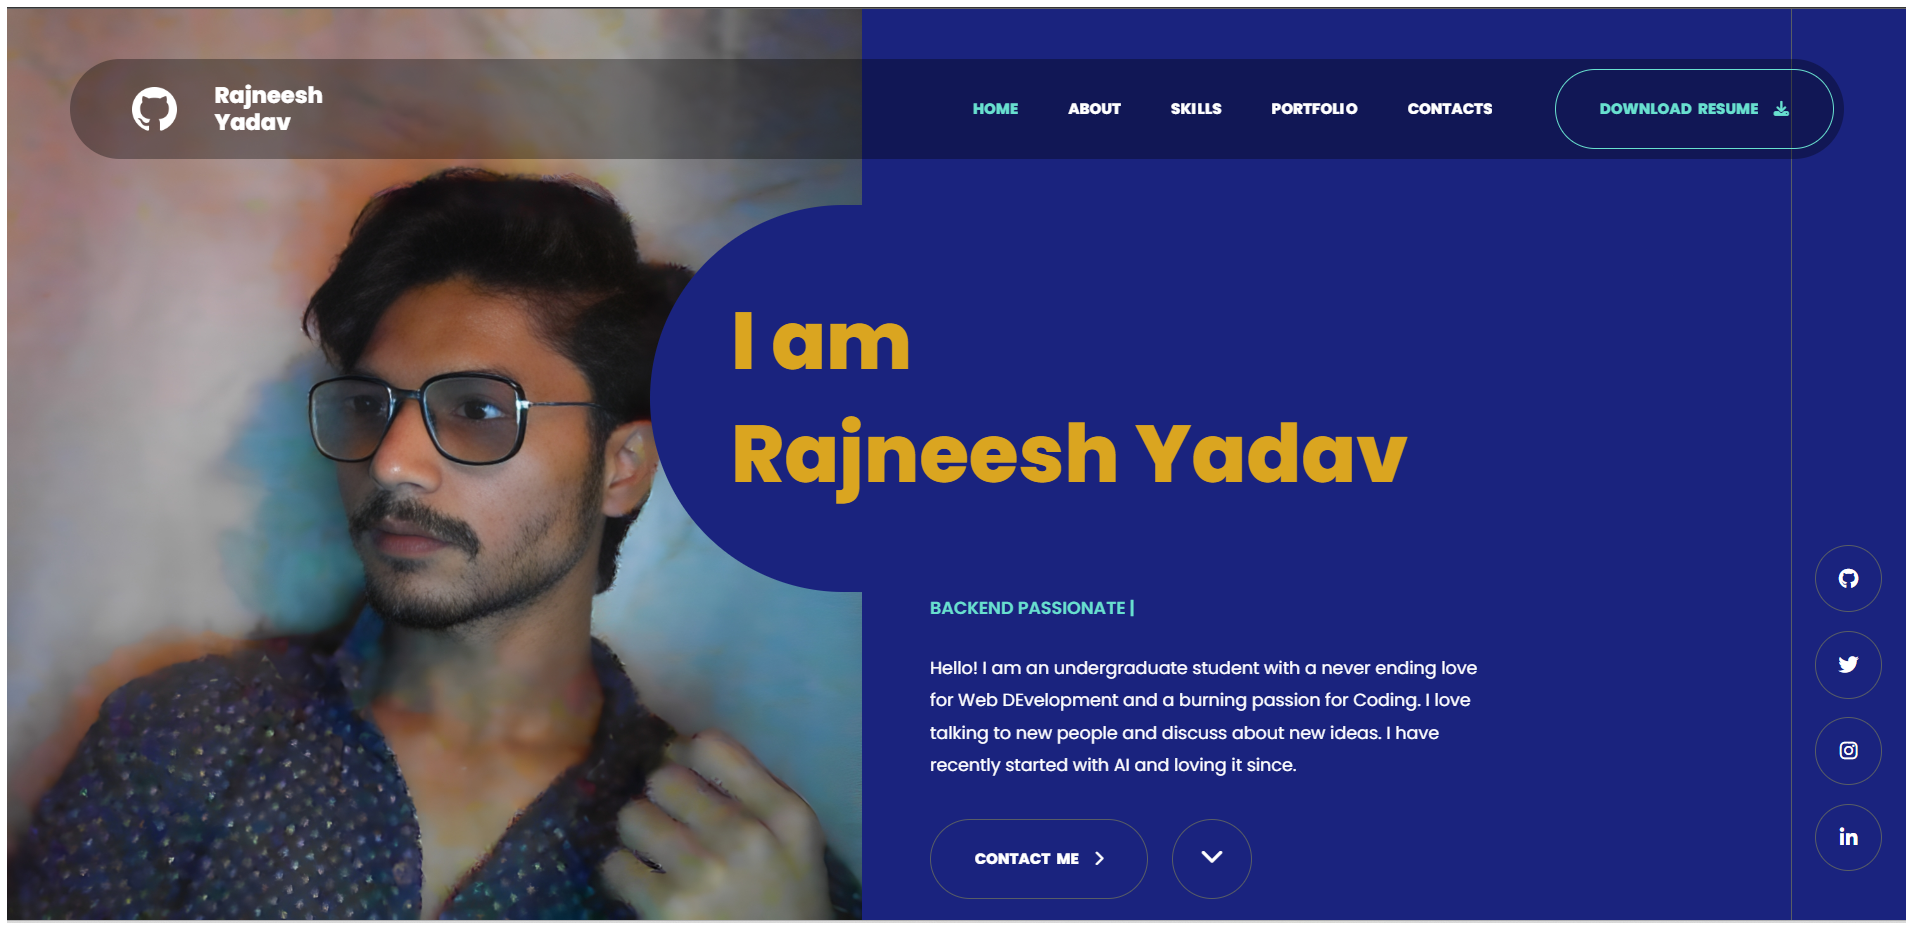 Rajneesh
Yadav
HOME
ABOUT
SKILLS
PORTFOLIO
CONTACTS
DOWNLOAD RESUME
I am
Rajneesh Yadav
BACKEND PASSIONATE |
Hello! I am an undergraduate student with a never ending love
for Web DEvelopment and a burning passion for Coding. I love
talking to new people and discuss about new ideas. I have
recently started with AI and loving it since.
CONTACT ME